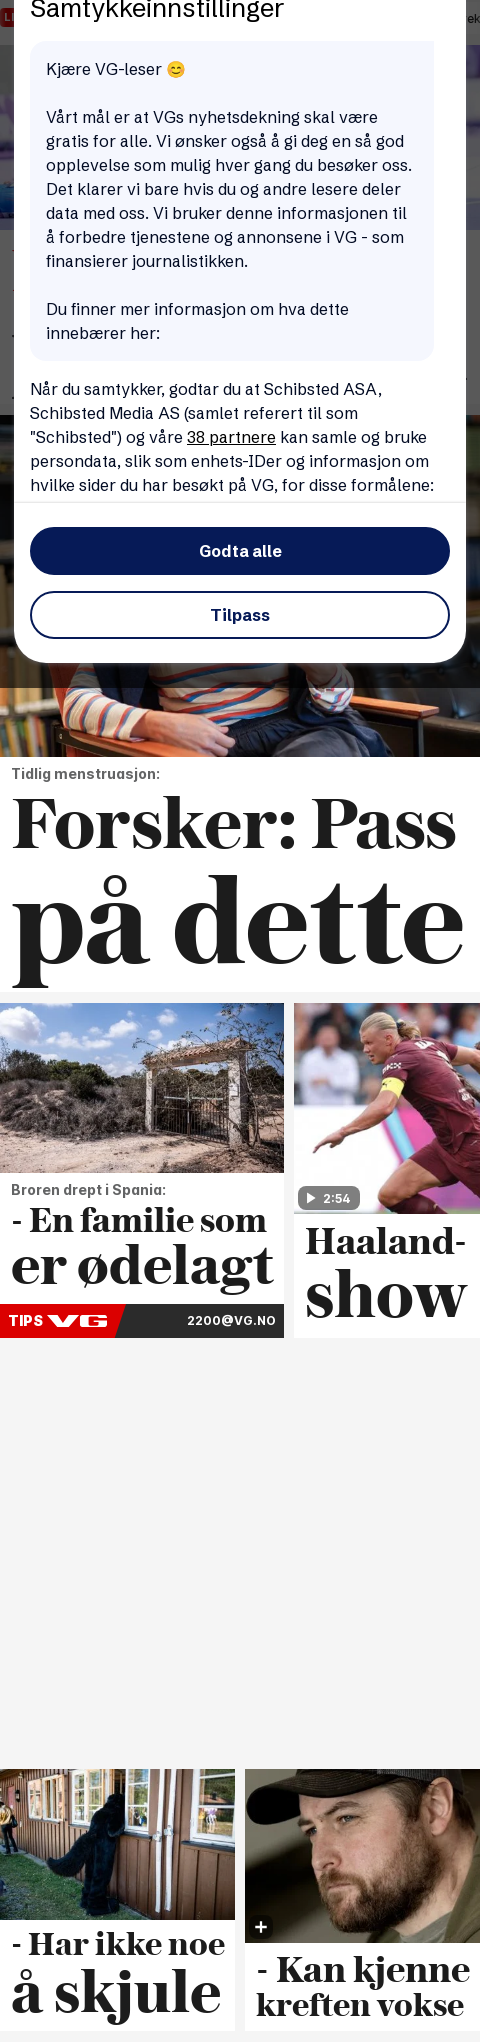 Samtykkeinnstillinger
Kjære VG-leser 😊
Vårt mål er at VGs nyhetsdekning skal være
gratis for alle. Vi ønsker også å gi deg en så god
opplevelse som mulig hver gang du besøker oss.
Det klarer vi bare hvis du og andre lesere deler
data med oss. Vi bruker denne informasjonen til
å forbedre tjenestene og annonsene i VG - som
finansierer journalistikken.
Du finner mer informasjon om hva dette
innebærer her:
Når du samtykker, godtar du at Schibsted ASA,
Schibsted Media AS (samlet referert til som
"Schibsted") og våre 38 partnere kan samle og bruke
persondata, slik som enhets-IDer og informasjon om
hvilke sider du har besøkt på VG, for disse formålene:
Godta alle
Tilpass
Tidlig menstruasjon:
Forsker: Pass
på dette
Broren drept i Spania:
- En familie som
er ødelagt
TIPS VG
2200@VG.NO
2:54
Haaland-
show
- Har ikke noe
å skjule
- Kan kjenne
kreften vokse